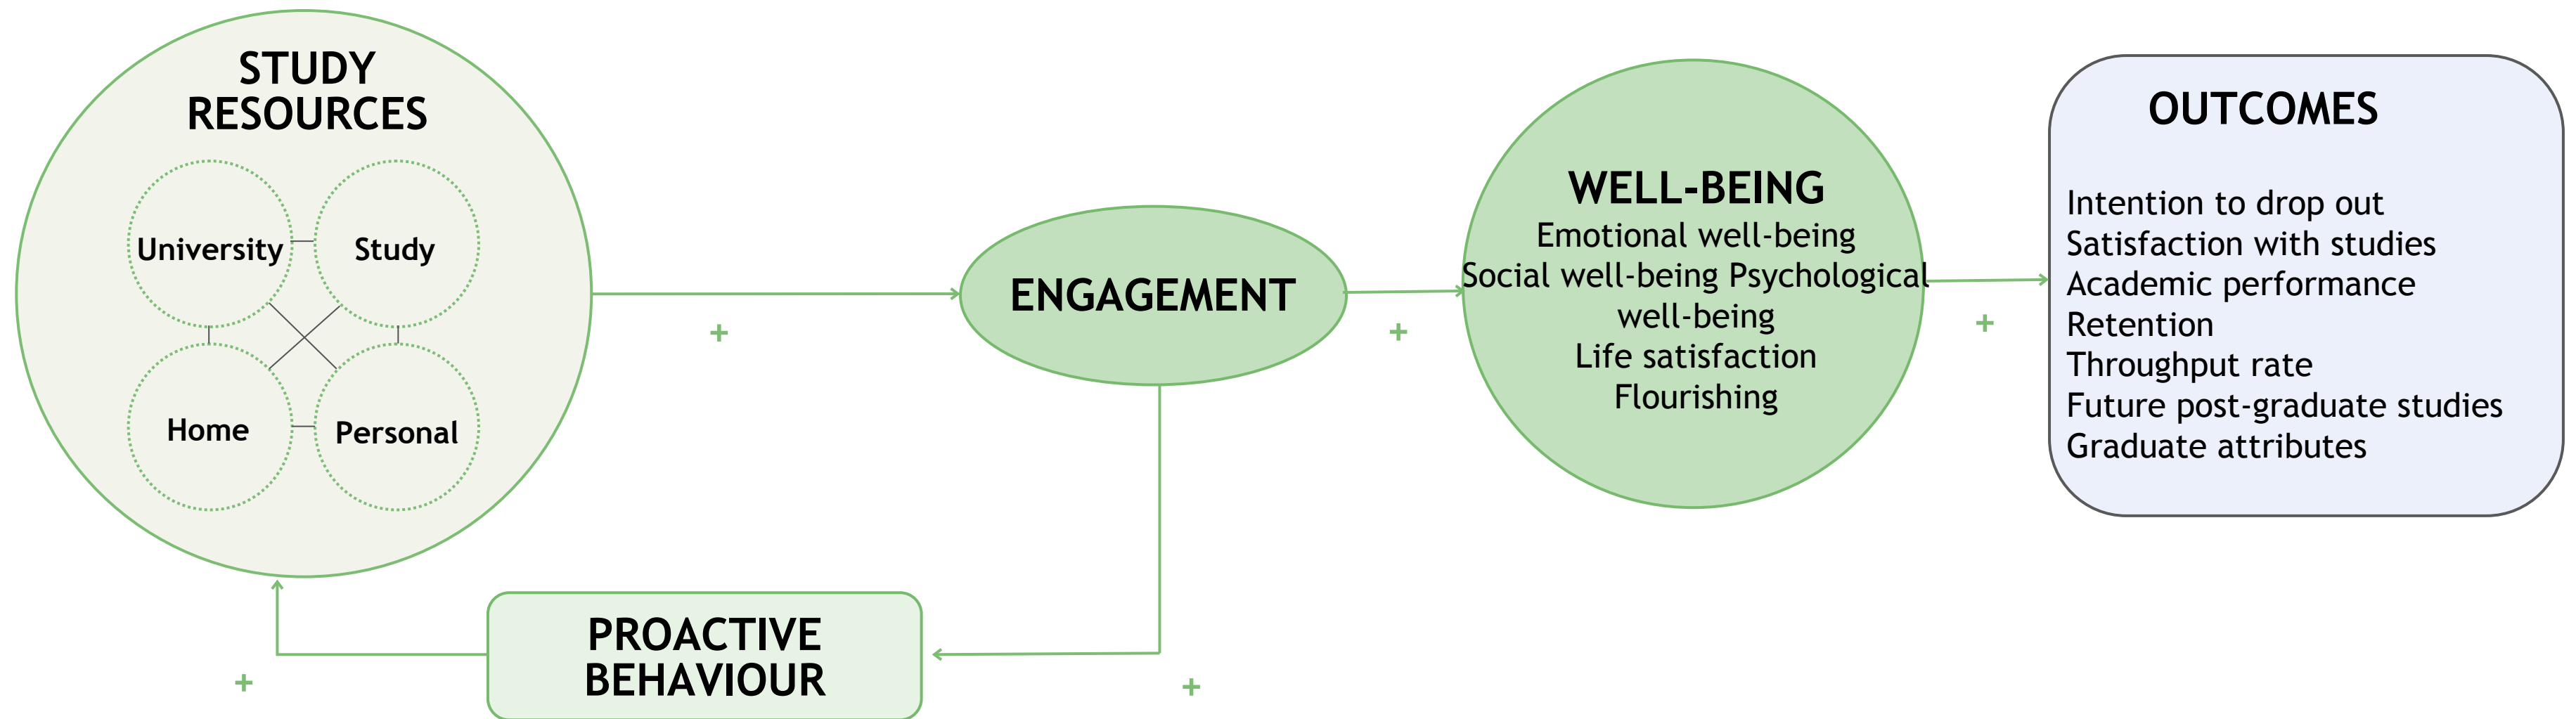 STUDY
RESOURCES
University
Study
Home
Personal
+
ENGAGEMENT
+
WELL-BEING
Emotional well-being
Social well-being Psychological
well-being
Life satisfaction
Flourishing
+
OUTCOMES
Intention to drop out
Satisfaction with studies
Academic performance
Retention
Throughput rate
Future post-graduate studies
Graduate attributes
PROACTIVE
BEHAVIOUR
+
+